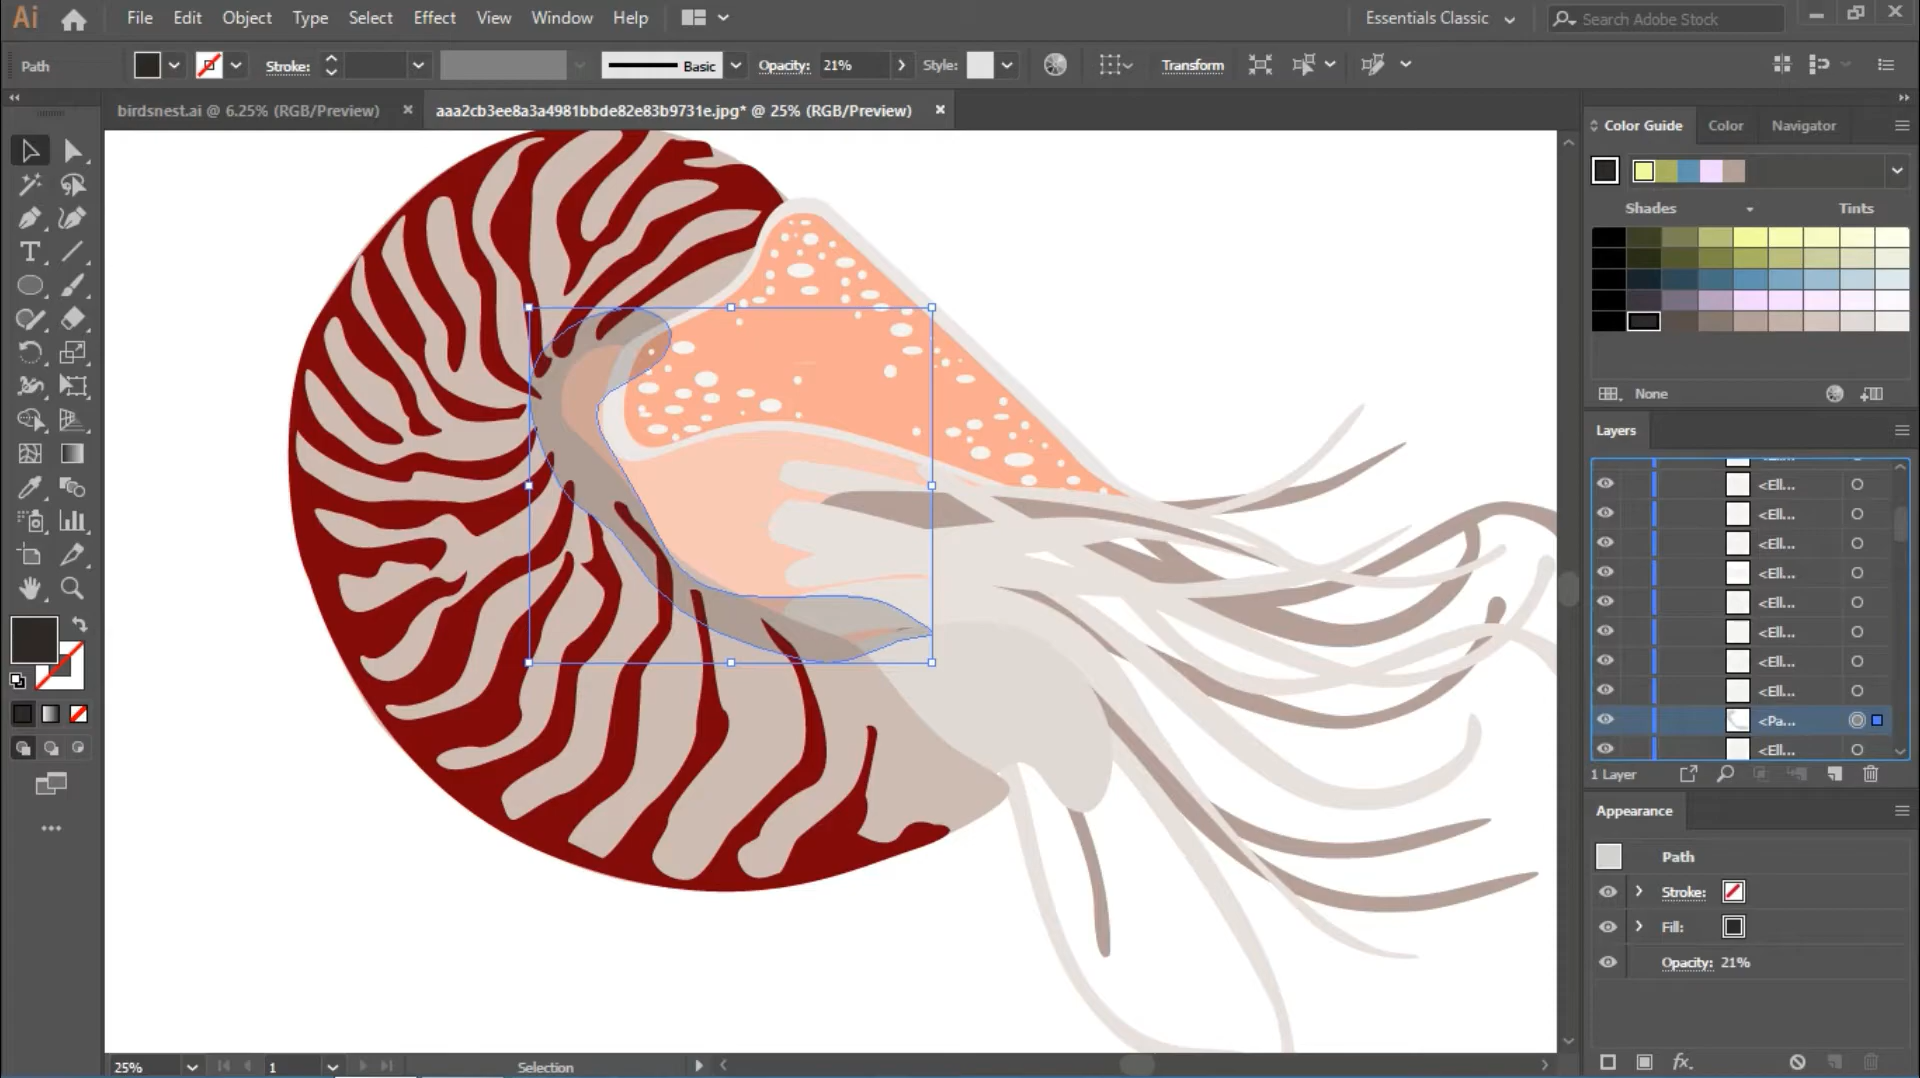 Ai File Edit Object Type Select Effect View Window Help Essentials Classic Search Adobe Stock
Path Stroke: Basic Opacity: 21% Style: Transform
birdsnest.ai @ 6.25% (RGB/Preview) aaa2cb3ee8a3a4981bbde82e83b9731e.jpg* @ 25% (RGB/Preview)
Color Guide Color Navigator
Shades Tints
None
Layers
<Ell...
<Ell...
<Ell...
<Ell...
<Ell...
<Ell...
<Ell...
<Ell...
<Pa...
<Ell...
1 Layer
Appearance
Path
Stroke:
Fill:
Opacity: 21%
fx.
25% 1 Selection